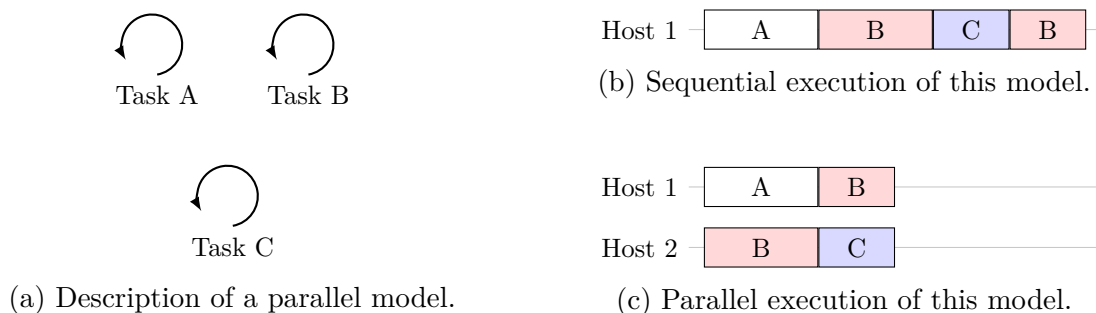 Task A Task B
Task C
(a) Description of a parallel model.
Host 1 A B C B
(b) Sequential execution of this model.
Host 1 A B
Host 2 B C
(c) Parallel execution of this model.